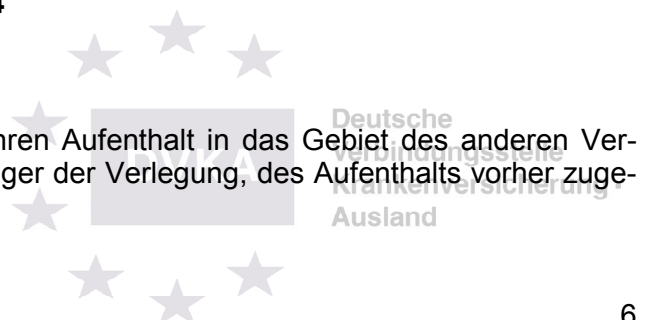 4
Deutsche
hren Aufenthalt in das Gebiet des anderen Ver-
Verbindungsstelle
DVKA
ger der Verlegung, des Aufenthalts vorher zuge-
Krankenversicherung -
Ausland
6